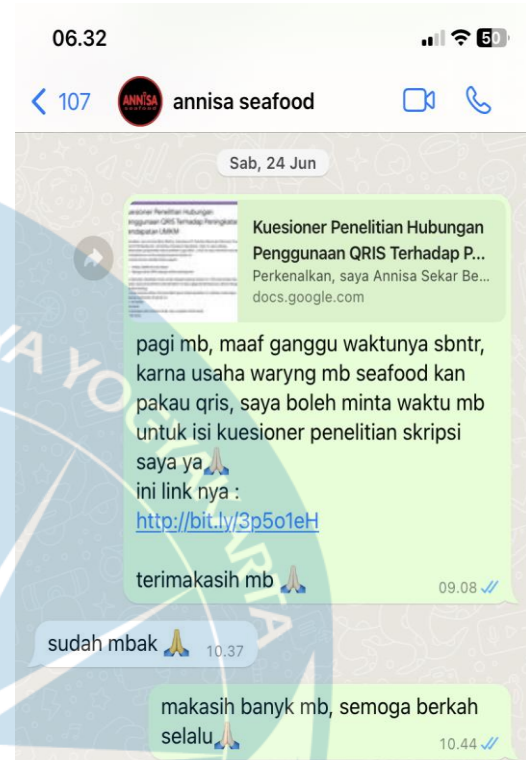 06.32
50
107
ANNISA
seafood
annisa seafood
Sab, 24 Jun
Kuesioner Penelitian Hubungan
Penggunaan QRIS Terhadap P...
Perkenalkan, saya Annisa Sekar Be...
docs.google.com
pagi mb, maaf ganggu waktunya sbntr,
karna usaha waryng mb seafood kan
pakau qris, saya boleh minta waktu mb
untuk isi kuesioner penelitian skripsi
saya ya🙏🏼
ini link nya :
http://bit.ly/3p5o1eH
terimakasih mb 🙏🏼
09.08
sudah mbak 🙏
10.37
makasih banyk mb, semoga berkah
selalu🙏🏼
10.44